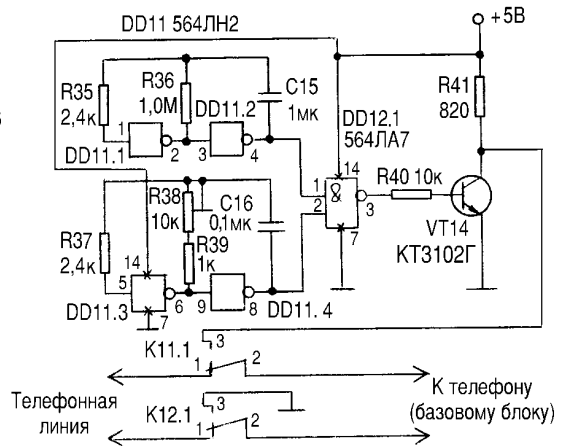 DD11 564ЛН2
+5В
R35
2,4к
R36
1,0М
DD11.2
C15
1мк
R41
820
DD12.1
564ЛА7
1
2
3
4
DD11.1
14
R40 10к
1
2
&
3
7
VT14
КТ3102Г
R38
10к
C16
0,1мк
R37
2,4к
R39
1к
14
5
6
9
8
7
DD11.3
DD11.4
K11.1
3
1
2
Телефонная
линия
К телефону
(базовому блоку)
K12.1
3
1
2